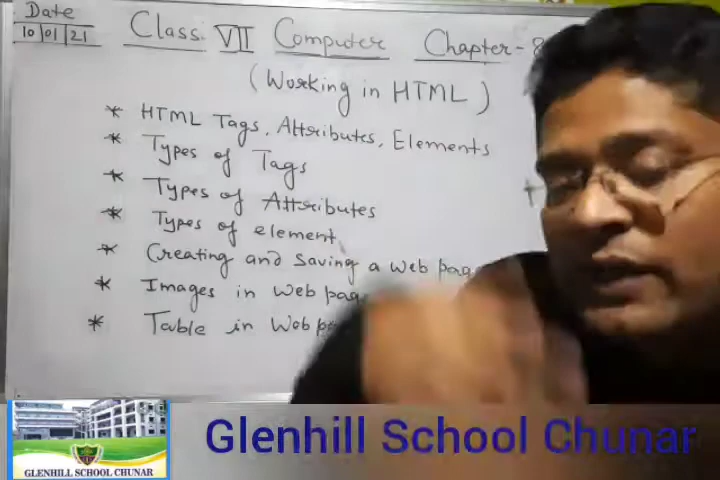 Date
10/01/21
Class. VII Computer Chapter-8
(Working in HTML)
* HTML Tags, Attributes, Elements
* Types of Tags
* Types of Attributes
* Types of element
* Creating and Saving a web pag
* Images in web pag
* Table in Web
Glenhill School Chunar
GLENHILL SCHOOL CHUNAR